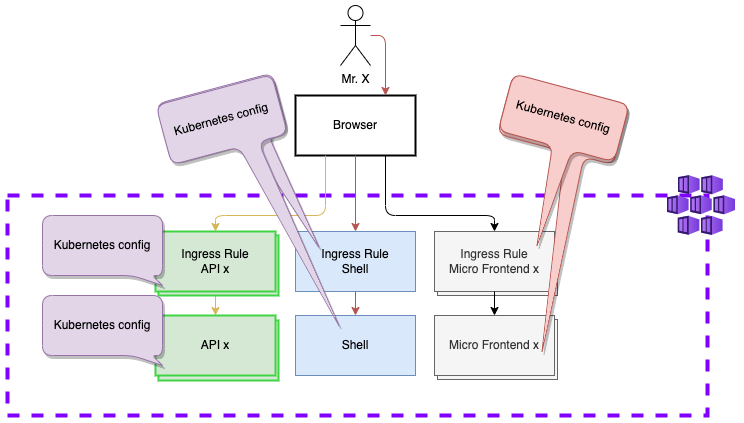 Mr. X
Kubernetes config
Kubernetes config
Browser
Kubernetes config
Ingress Rule
API x
Ingress Rule
Shell
Ingress Rule
Micro Frontend x
Kubernetes config
API x
Shell
Micro Frontend x